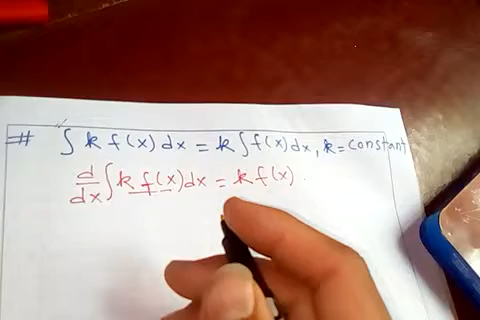 # ∫ k f(x) dx = k ∫ f(x) dx, k = constant
d/dx ∫ k f(x) dx = k f(x)